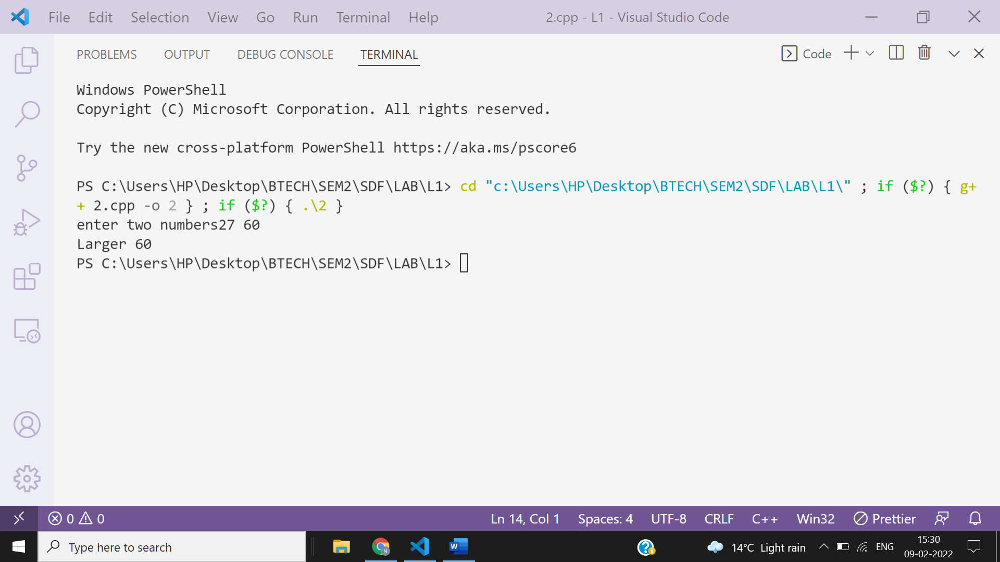 File Edit Selection View Go Run Terminal Help 2.cpp - L1 - Visual Studio Code
PROBLEMS OUTPUT DEBUG CONSOLE TERMINAL Code
Windows PowerShell
Copyright (C) Microsoft Corporation. All rights reserved.
Try the new cross-platform PowerShell https://aka.ms/pscore6
PS C:\Users\HP\Desktop\BTECH\SEM2\SDF\LAB\L1> cd "c:\Users\HP\Desktop\BTECH\SEM2\SDF\LAB\L1\" ; if ($?) { g+
+ 2.cpp -o 2 } ; if ($?) { .\2 }
enter two numbers27 60
Larger 60
PS C:\Users\HP\Desktop\BTECH\SEM2\SDF\LAB\L1>
0 0 Ln 14, Col 1 Spaces: 4 UTF-8 CRLF C++ Win32 Prettier
Type here to search N W 14°C Light rain ENG 15:30
09-02-2022